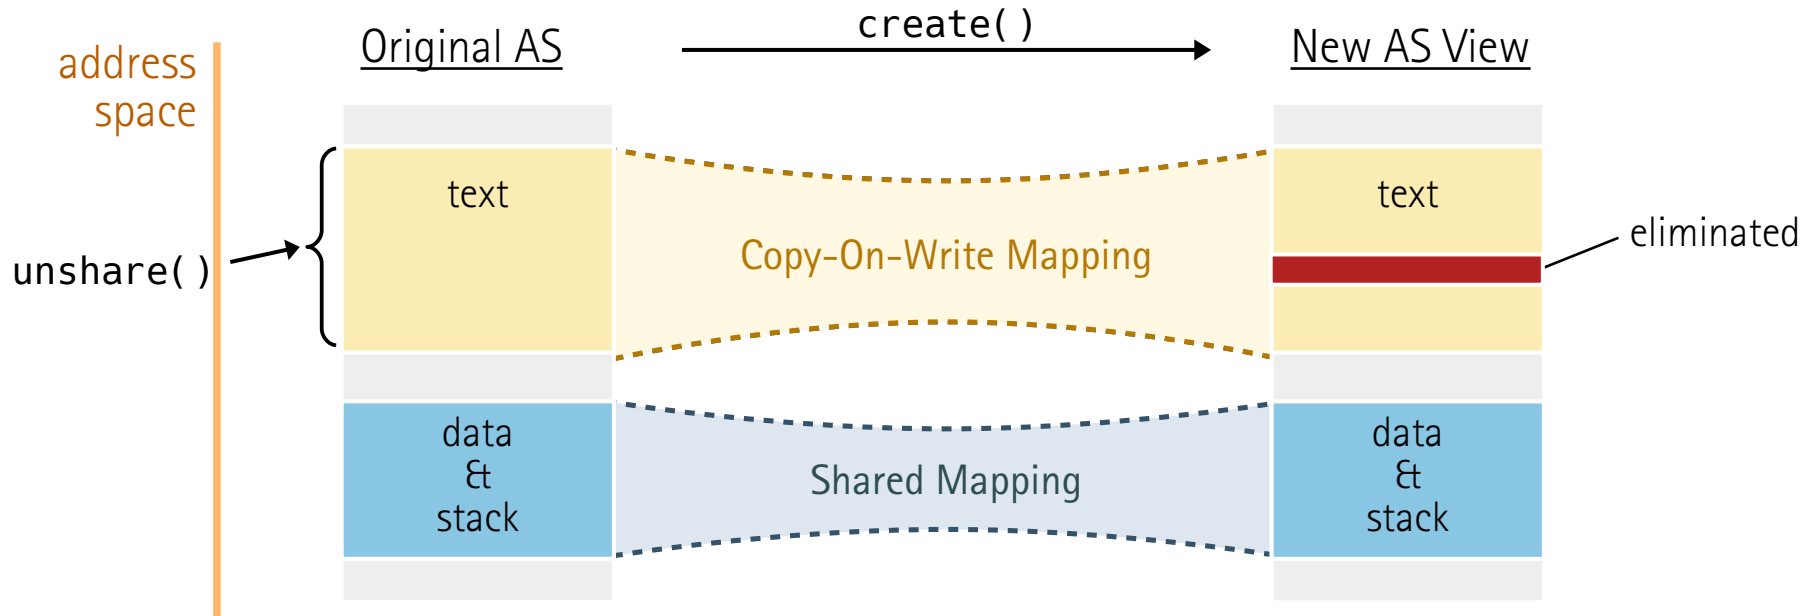 create()
Original AS
New AS View
address
space
text
text
eliminated
Copy-On-Write Mapping
unshare()
data
&
stack
Shared Mapping
data
&
stack